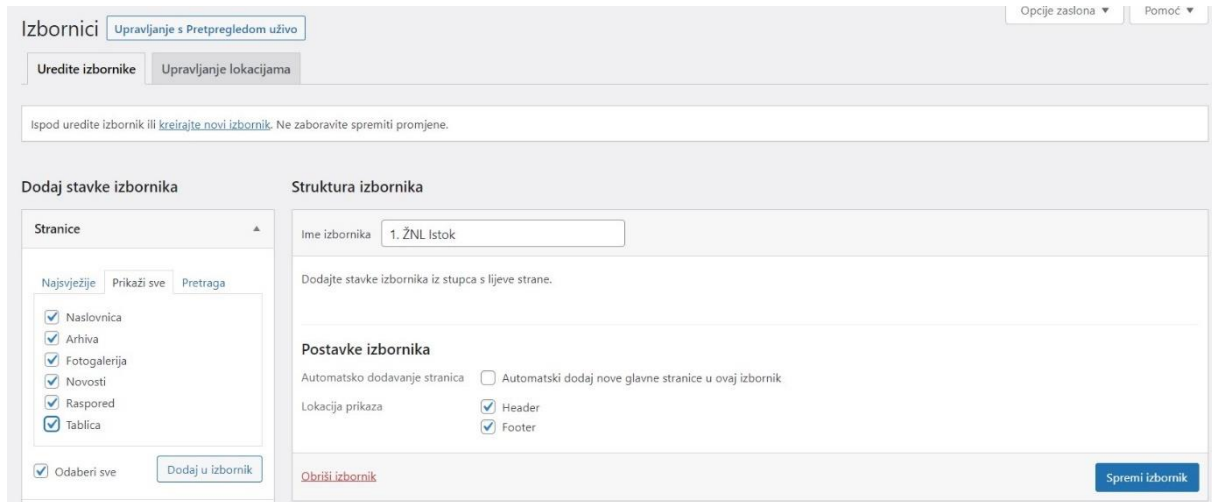 Opcije zaslona ▼ Pomoć ▼
Izbornici Upravljanje s Pretpregledom uživo
Uredite izbornike Upravljanje lokacijama
Ispod uredite izbornik ili kreirajte novi izbornik. Ne zaboravite spremiti promjene.
Dodaj stavke izbornika
Stranice
Najsvježije Prikaži sve Pretraga
Naslovnica
Arhiva
Fotogalerija
Novosti
Raspored
Tablica
Odaberi sve Dodaj u izbornik
Struktura izbornika
Ime izbornika 1. ŽNL Istok
Dodajte stavke izbornika iz stupca s lijeve strane.
Postavke izbornika
Automatsko dodavanje stranica Automatski dodaj nove glavne stranice u ovaj izbornik
Lokacija prikaza Header
Footer
Obriši izbornik Spremi izbornik